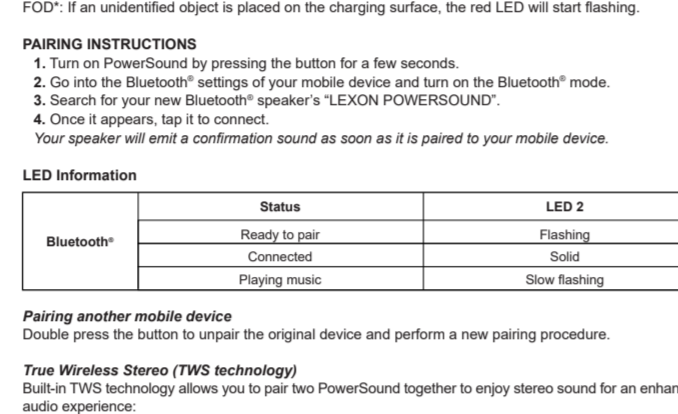 FOD*: If an unidentified object is placed on the charging surface, the red LED will start flashing.
PAIRING INSTRUCTIONS
1. Turn on PowerSound by pressing the button for a few seconds.
2. Go into the Bluetooth® settings of your mobile device and turn on the Bluetooth® mode.
3. Search for your new Bluetooth® speaker's “LEXON POWERSOUND”.
4. Once it appears, tap it to connect.
Your speaker will emit a confirmation sound as soon as it is paired to your mobile device.
LED Information
Status LED 2
Bluetooth®
Ready to pair Flashing
Connected Solid
Playing music Slow flashing
Pairing another mobile device
Double press the button to unpair the original device and perform a new pairing procedure.
True Wireless Stereo (TWS technology)
Built-in TWS technology allows you to pair two PowerSound together to enjoy stereo sound for an enhan
audio experience: